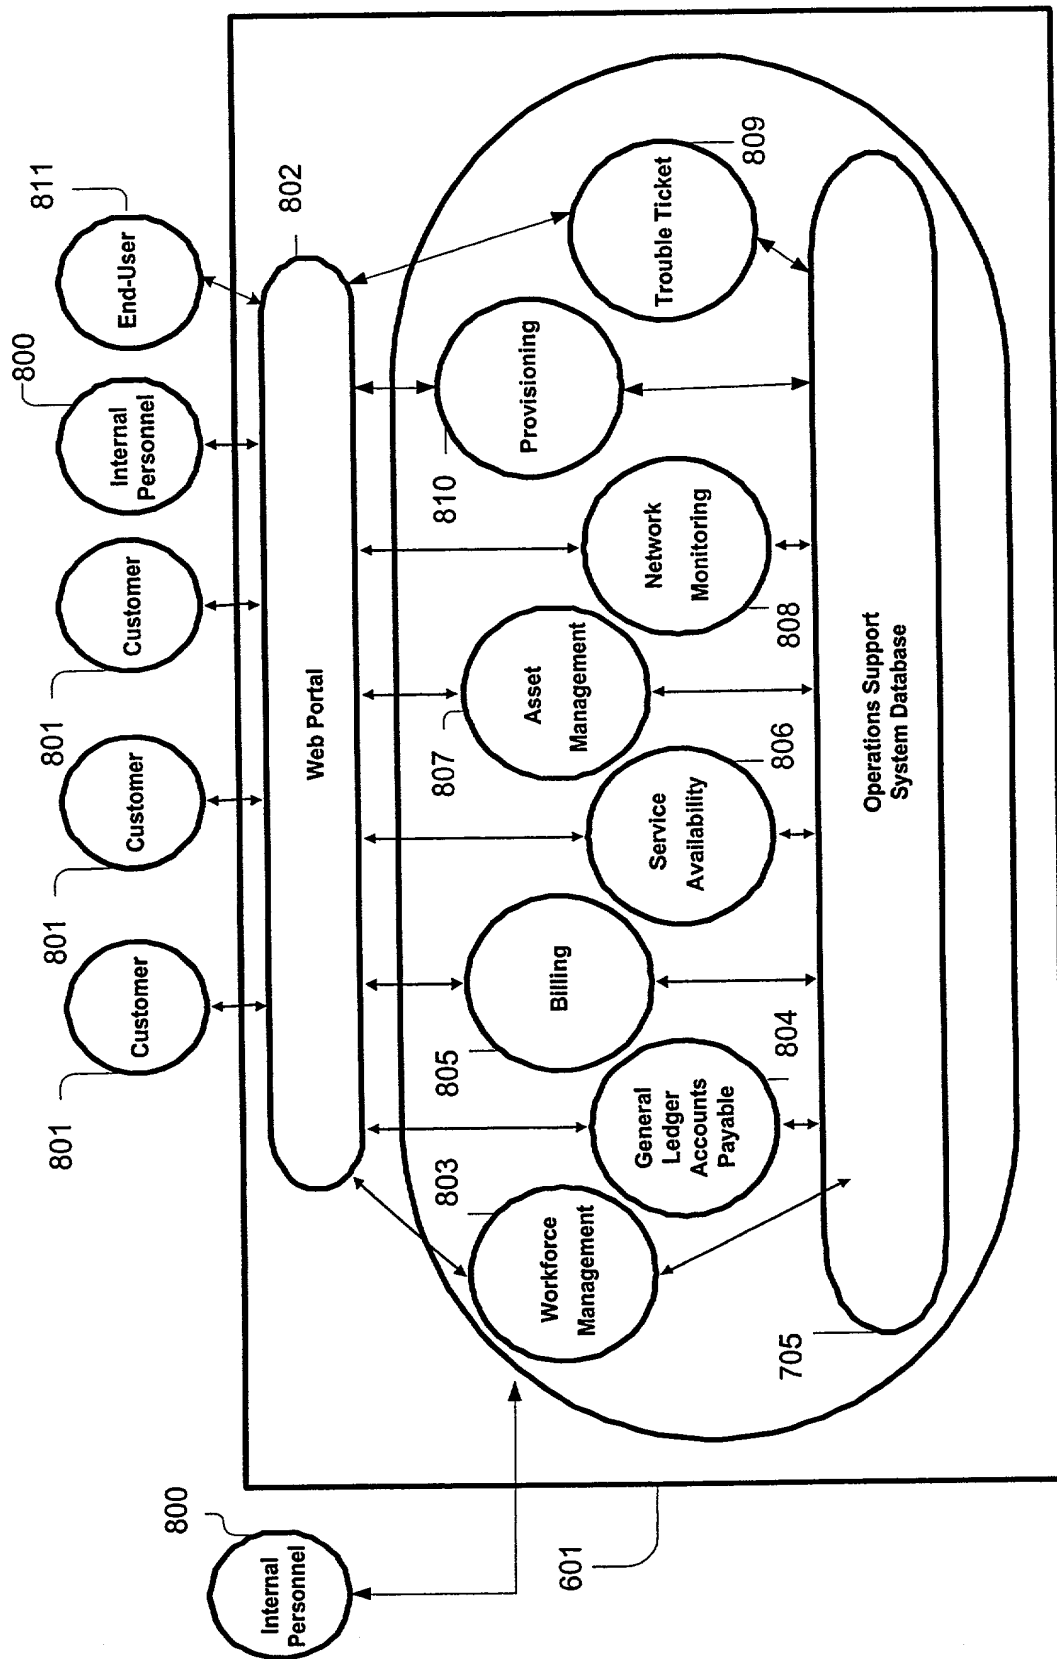 800
Internal
Personnel
601
801
Customer
801
Customer
801
Customer
800
Internal
Personnel
811
End-User
802
Web Portal
803
Workforce
Management
804
General
Ledger
Accounts
Payable
805
Billing
806
Service
Availability
807
Asset
Management
808
Network
Monitoring
810
Provisioning
809
Trouble Ticket
705
Operations Support
System Database